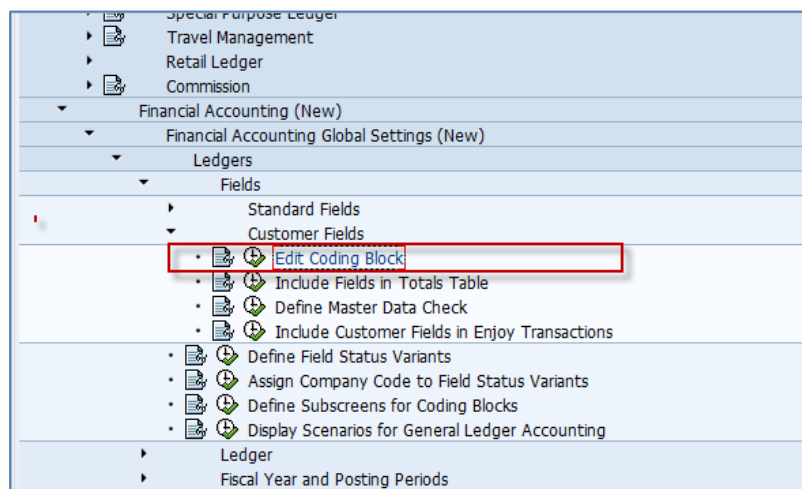 Special Purpose Ledger
Travel Management
Retail Ledger
Commission
Financial Accounting (New)
Financial Accounting Global Settings (New)
Ledgers
Fields
Standard Fields
Customer Fields
Edit Coding Block
Include Fields in Totals Table
Define Master Data Check
Include Customer Fields in Enjoy Transactions
Define Field Status Variants
Assign Company Code to Field Status Variants
Define Subscreens for Coding Blocks
Display Scenarios for General Ledger Accounting
Ledger
Fiscal Year and Posting Periods